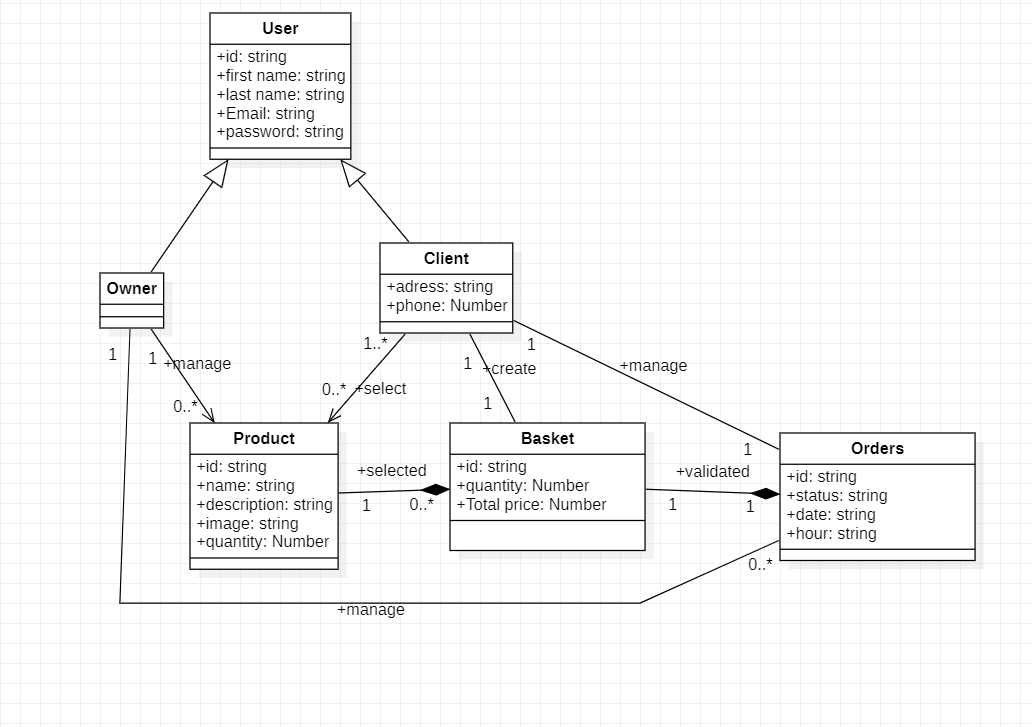 User
+id: string
+first name: string
+last name: string
+Email: string
+password: string
Client
+adress: string
+phone: Number
Owner
1
1
+manage
0..*
1..*
0..* +select
1
+create
1
1
+manage
1
Product
+id: string
+name: string
+description: string
+image: string
+quantity: Number
+selected
1
0..*
Basket
+id: string
+quantity: Number
+Total price: Number
+validated
1
1
Orders
+id: string
+status: string
+date: string
+hour: string
0..*
+manage